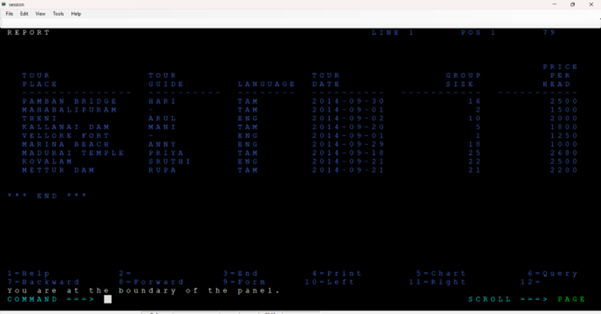 session
File Edit View Tools Help
REPORT LINE 1 POS 1 79
PRICE
TOUR TOUR TOUR GROUP PER
PLACE GUIDE LANGUAGE DATE SIZE HEAD
PAMBAN BRIDGE HARI TAM 2014-09-30 16 2500
MAHABALIPURAM - TAM 2014-09-01 2 1500
THENI ARUL ENG 2014-09-02 10 2000
KALLANAI DAM MANI TAM 2014-09-20 5 1800
VELLORE FORT - ENG 2014-09-01 1 1250
MARINA BEACH ANNY ENG 2014-09-29 18 1000
MADURAI TEMPLE PRIYA TAM 2014-09-18 25 2680
KOVALAM SRUTHI ENG 2014-09-21 22 2500
METTUR DAM RUPA TAM 2014-09-21 21 2200
*** END ***
1=Help 2= 3=End 4=Print 5=Chart 6=Query
7=Backward 8=Forward 9=Form 10=Left 11=Right 12=
You are at the boundary of the panel.
COMMAND ===> SCROLL ===> PAGE